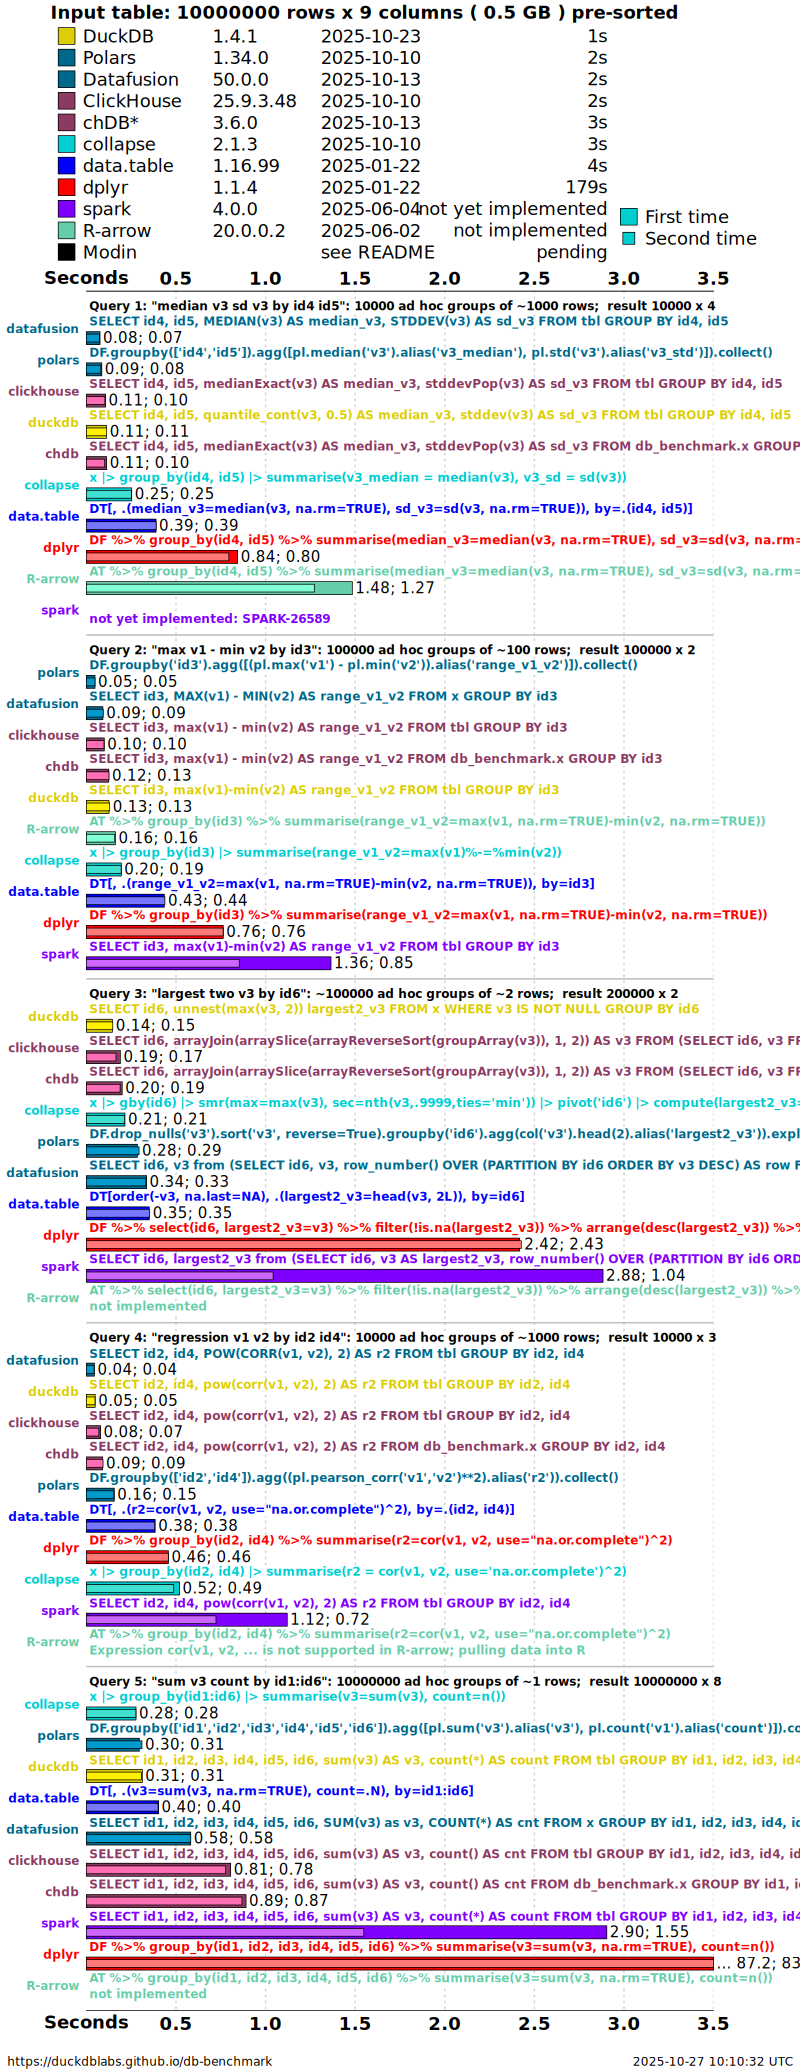 Input table: 10000000 rows x 9 columns ( 0.5 GB ) pre-sorted
DuckDB 1.4.1 2025-10-23 1s
Polars 1.34.0 2025-10-10 2s
Datafusion 50.0.0 2025-10-13 2s
ClickHouse 25.9.3.48 2025-10-10 2s
chDB* 3.6.0 2025-10-13 3s
collapse 2.1.3 2025-10-10 3s
data.table 1.16.99 2025-01-22 4s
dplyr 1.1.4 2025-01-22 179s
spark 4.0.0 2025-06-04 not yet implemented
R-arrow 20.0.0.2 2025-06-02 not implemented
Modin see README pending
First time
Second time
Seconds 0.5 1.0 1.5 2.0 2.5 3.0 3.5
Query 1: "median v3 sd v3 by id4 id5": 10000 ad hoc groups of ~1000 rows; result 10000 x 4
datafusion SELECT id4, id5, MEDIAN(v3) AS median_v3, STDDEV(v3) AS sd_v3 FROM tbl GROUP BY id4, id5
0.08; 0.07
polars DF.groupby(['id4','id5']).agg([pl.median('v3').alias('v3_median'), pl.std('v3').alias('v3_std')]).collect()
0.09; 0.08
clickhouse SELECT id4, id5, medianExact(v3) AS median_v3, stddevPop(v3) AS sd_v3 FROM tbl GROUP BY id4, id5
0.11; 0.10
duckdb SELECT id4, id5, quantile_cont(v3, 0.5) AS median_v3, stddev(v3) AS sd_v3 FROM tbl GROUP BY id4, id5
0.11; 0.11
chdb SELECT id4, id5, medianExact(v3) AS median_v3, stddevPop(v3) AS sd_v3 FROM db_benchmark.x GROUP
0.11; 0.10
collapse x |> group_by(id4, id5) |> summarise(v3_median = median(v3), v3_sd = sd(v3))
0.25; 0.25
data.table DT[, .(median_v3=median(v3, na.rm=TRUE), sd_v3=sd(v3, na.rm=TRUE)), by=.(id4, id5)]
0.39; 0.39
dplyr DF %>% group_by(id4, id5) %>% summarise(median_v3=median(v3, na.rm=TRUE), sd_v3=sd(v3, na.rm=
0.84; 0.80
R-arrow AT %>% group_by(id4, id5) %>% summarise(median_v3=median(v3, na.rm=TRUE), sd_v3=sd(v3, na.rm=
1.48; 1.27
spark not yet implemented: SPARK-26589
Query 2: "max v1 - min v2 by id3": 100000 ad hoc groups of ~100 rows; result 100000 x 2
polars DF.groupby('id3').agg([(pl.max('v1') - pl.min('v2')).alias('range_v1_v2')]).collect()
0.05; 0.05
datafusion SELECT id3, MAX(v1) - MIN(v2) AS range_v1_v2 FROM x GROUP BY id3
0.09; 0.09
clickhouse SELECT id3, max(v1) - min(v2) AS range_v1_v2 FROM tbl GROUP BY id3
0.10; 0.10
chdb SELECT id3, max(v1) - min(v2) AS range_v1_v2 FROM db_benchmark.x GROUP BY id3
0.12; 0.13
duckdb SELECT id3, max(v1)-min(v2) AS range_v1_v2 FROM tbl GROUP BY id3
0.13; 0.13
R-arrow AT %>% group_by(id3) %>% summarise(range_v1_v2=max(v1, na.rm=TRUE)-min(v2, na.rm=TRUE))
0.16; 0.16
collapse x |> group_by(id3) |> summarise(range_v1_v2=max(v1)%-=%min(v2))
0.20; 0.19
data.table DT[, .(range_v1_v2=max(v1, na.rm=TRUE)-min(v2, na.rm=TRUE)), by=id3]
0.43; 0.44
dplyr DF %>% group_by(id3) %>% summarise(range_v1_v2=max(v1, na.rm=TRUE)-min(v2, na.rm=TRUE))
0.76; 0.76
spark SELECT id3, max(v1)-min(v2) AS range_v1_v2 FROM tbl GROUP BY id3
1.36; 0.85
Query 3: "largest two v3 by id6": ~100000 ad hoc groups of ~2 rows; result 200000 x 2
duckdb SELECT id6, unnest(max(v3, 2)) largest2_v3 FROM x WHERE v3 IS NOT NULL GROUP BY id6
0.14; 0.15
clickhouse SELECT id6, arrayJoin(arraySlice(arrayReverseSort(groupArray(v3)), 1, 2)) AS v3 FROM (SELECT id6, v3 FR
0.19; 0.17
chdb SELECT id6, arrayJoin(arraySlice(arrayReverseSort(groupArray(v3)), 1, 2)) AS v3 FROM (SELECT id6, v3 FR
0.20; 0.19
collapse x |> gby(id6) |> smr(max=max(v3), sec=nth(v3,.9999,ties='min')) |> pivot('id6') |> compute(largest2_v3=
0.21; 0.21
polars DF.drop_nulls('v3').sort('v3', reverse=True).groupby('id6').agg(col('v3').head(2).alias('largest2_v3')).expl
0.28; 0.29
datafusion SELECT id6, v3 from (SELECT id6, v3, row_number() OVER (PARTITION BY id6 ORDER BY v3 DESC) AS row F
0.34; 0.33
data.table DT[order(-v3, na.last=NA), .(largest2_v3=head(v3, 2L)), by=id6]
0.35; 0.35
dplyr DF %>% select(id6, largest2_v3=v3) %>% filter(!is.na(largest2_v3)) %>% arrange(desc(largest2_v3)) %>%
2.42; 2.43
spark SELECT id6, largest2_v3 from (SELECT id6, v3 AS largest2_v3, row_number() OVER (PARTITION BY id6 ORD
2.88; 1.04
R-arrow AT %>% select(id6, largest2_v3=v3) %>% filter(!is.na(largest2_v3)) %>% arrange(desc(largest2_v3)) %>%
not implemented
Query 4: "regression v1 v2 by id2 id4": 10000 ad hoc groups of ~1000 rows; result 10000 x 3
datafusion SELECT id2, id4, POW(CORR(v1, v2), 2) AS r2 FROM tbl GROUP BY id2, id4
0.04; 0.04
duckdb SELECT id2, id4, pow(corr(v1, v2), 2) AS r2 FROM tbl GROUP BY id2, id4
0.05; 0.05
clickhouse SELECT id2, id4, pow(corr(v1, v2), 2) AS r2 FROM tbl GROUP BY id2, id4
0.08; 0.07
chdb SELECT id2, id4, pow(corr(v1, v2), 2) AS r2 FROM db_benchmark.x GROUP BY id2, id4
0.09; 0.09
polars DF.groupby(['id2','id4']).agg((pl.pearson_corr('v1','v2')**2).alias('r2')).collect()
0.16; 0.15
data.table DT[, .(r2=cor(v1, v2, use="na.or.complete")^2), by=.(id2, id4)]
0.38; 0.38
dplyr DF %>% group_by(id2, id4) %>% summarise(r2=cor(v1, v2, use="na.or.complete")^2)
0.46; 0.46
collapse x |> group_by(id2, id4) |> summarise(r2 = cor(v1, v2, use='na.or.complete')^2)
0.52; 0.49
spark SELECT id2, id4, pow(corr(v1, v2), 2) AS r2 FROM tbl GROUP BY id2, id4
1.12; 0.72
R-arrow AT %>% group_by(id2, id4) %>% summarise(r2=cor(v1, v2, use="na.or.complete")^2)
Expression cor(v1, v2, ... is not supported in R-arrow; pulling data into R
Query 5: "sum v3 count by id1:id6": 10000000 ad hoc groups of ~1 rows; result 10000000 x 8
collapse x |> group_by(id1:id6) |> summarise(v3=sum(v3), count=n())
0.28; 0.28
polars DF.groupby(['id1','id2','id3','id4','id5','id6']).agg([pl.sum('v3').alias('v3'), pl.count('v1').alias('count')]).co
0.30; 0.31
duckdb SELECT id1, id2, id3, id4, id5, id6, sum(v3) AS v3, count(*) AS count FROM tbl GROUP BY id1, id2, id3, id4
0.31; 0.31
data.table DT[, .(v3=sum(v3, na.rm=TRUE), count=.N), by=id1:id6]
0.40; 0.40
datafusion SELECT id1, id2, id3, id4, id5, id6, SUM(v3) as v3, COUNT(*) AS cnt FROM x GROUP BY id1, id2, id3, id4, id
0.58; 0.58
clickhouse SELECT id1, id2, id3, id4, id5, id6, sum(v3) AS v3, count() AS cnt FROM tbl GROUP BY id1, id2, id3, id4, id
0.81; 0.78
chdb SELECT id1, id2, id3, id4, id5, id6, sum(v3) AS v3, count() AS cnt FROM db_benchmark.x GROUP BY id1, i
0.89; 0.87
spark SELECT id1, id2, id3, id4, id5, id6, sum(v3) AS v3, count(*) AS count FROM tbl GROUP BY id1, id2, id3, id4
2.90; 1.55
dplyr DF %>% group_by(id1, id2, id3, id4, id5, id6) %>% summarise(v3=sum(v3, na.rm=TRUE), count=n())
... 87.2; 83
R-arrow AT %>% group_by(id1, id2, id3, id4, id5, id6) %>% summarise(v3=sum(v3, na.rm=TRUE), count=n())
not implemented
Seconds 0.5 1.0 1.5 2.0 2.5 3.0 3.5
https://duckdblabs.github.io/db-benchmark 2025-10-27 10:10:32 UTC